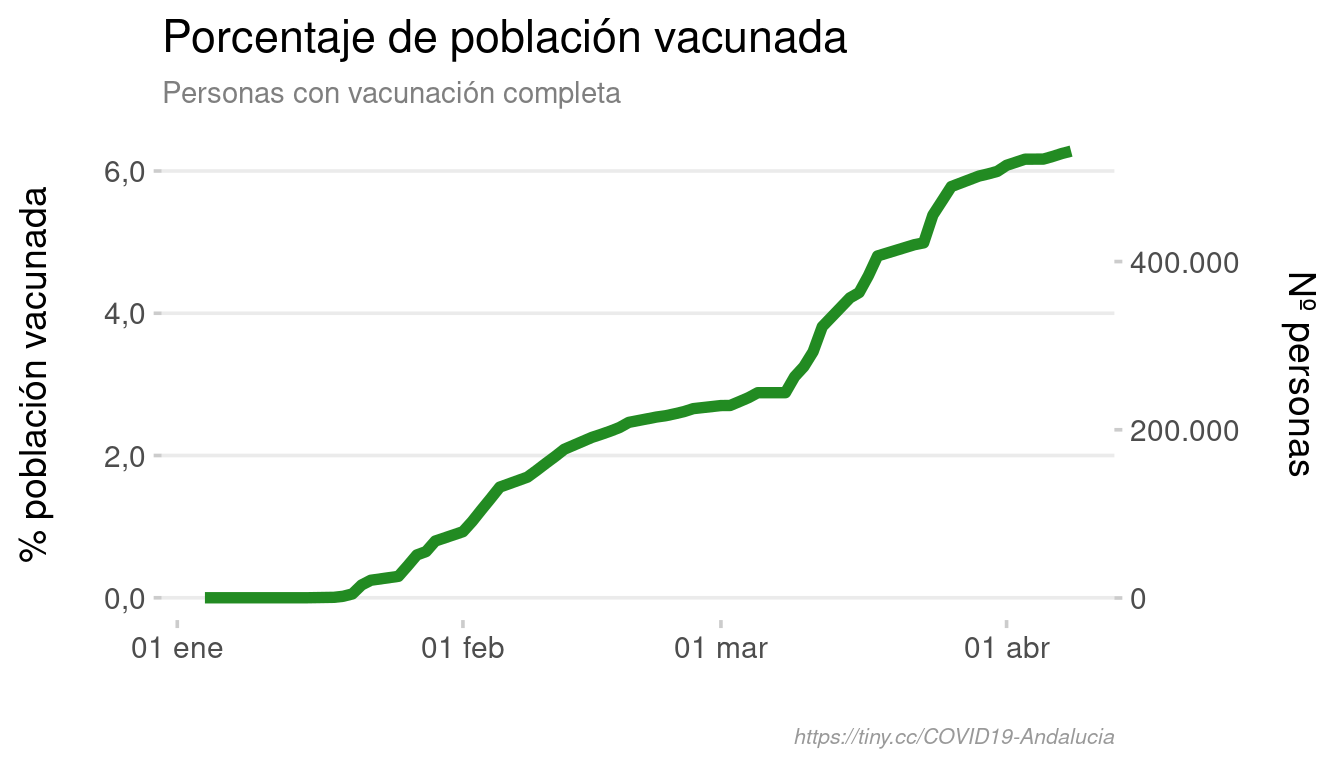 Porcentaje de población vacunada
Personas con vacunación completa
% población vacunada
6,0
4,0
2,0
0,0
400.000
200.000
0
Nº personas
01 ene
01 feb
01 mar
01 abr
https://tiny.cc/COVID19-Andalucia